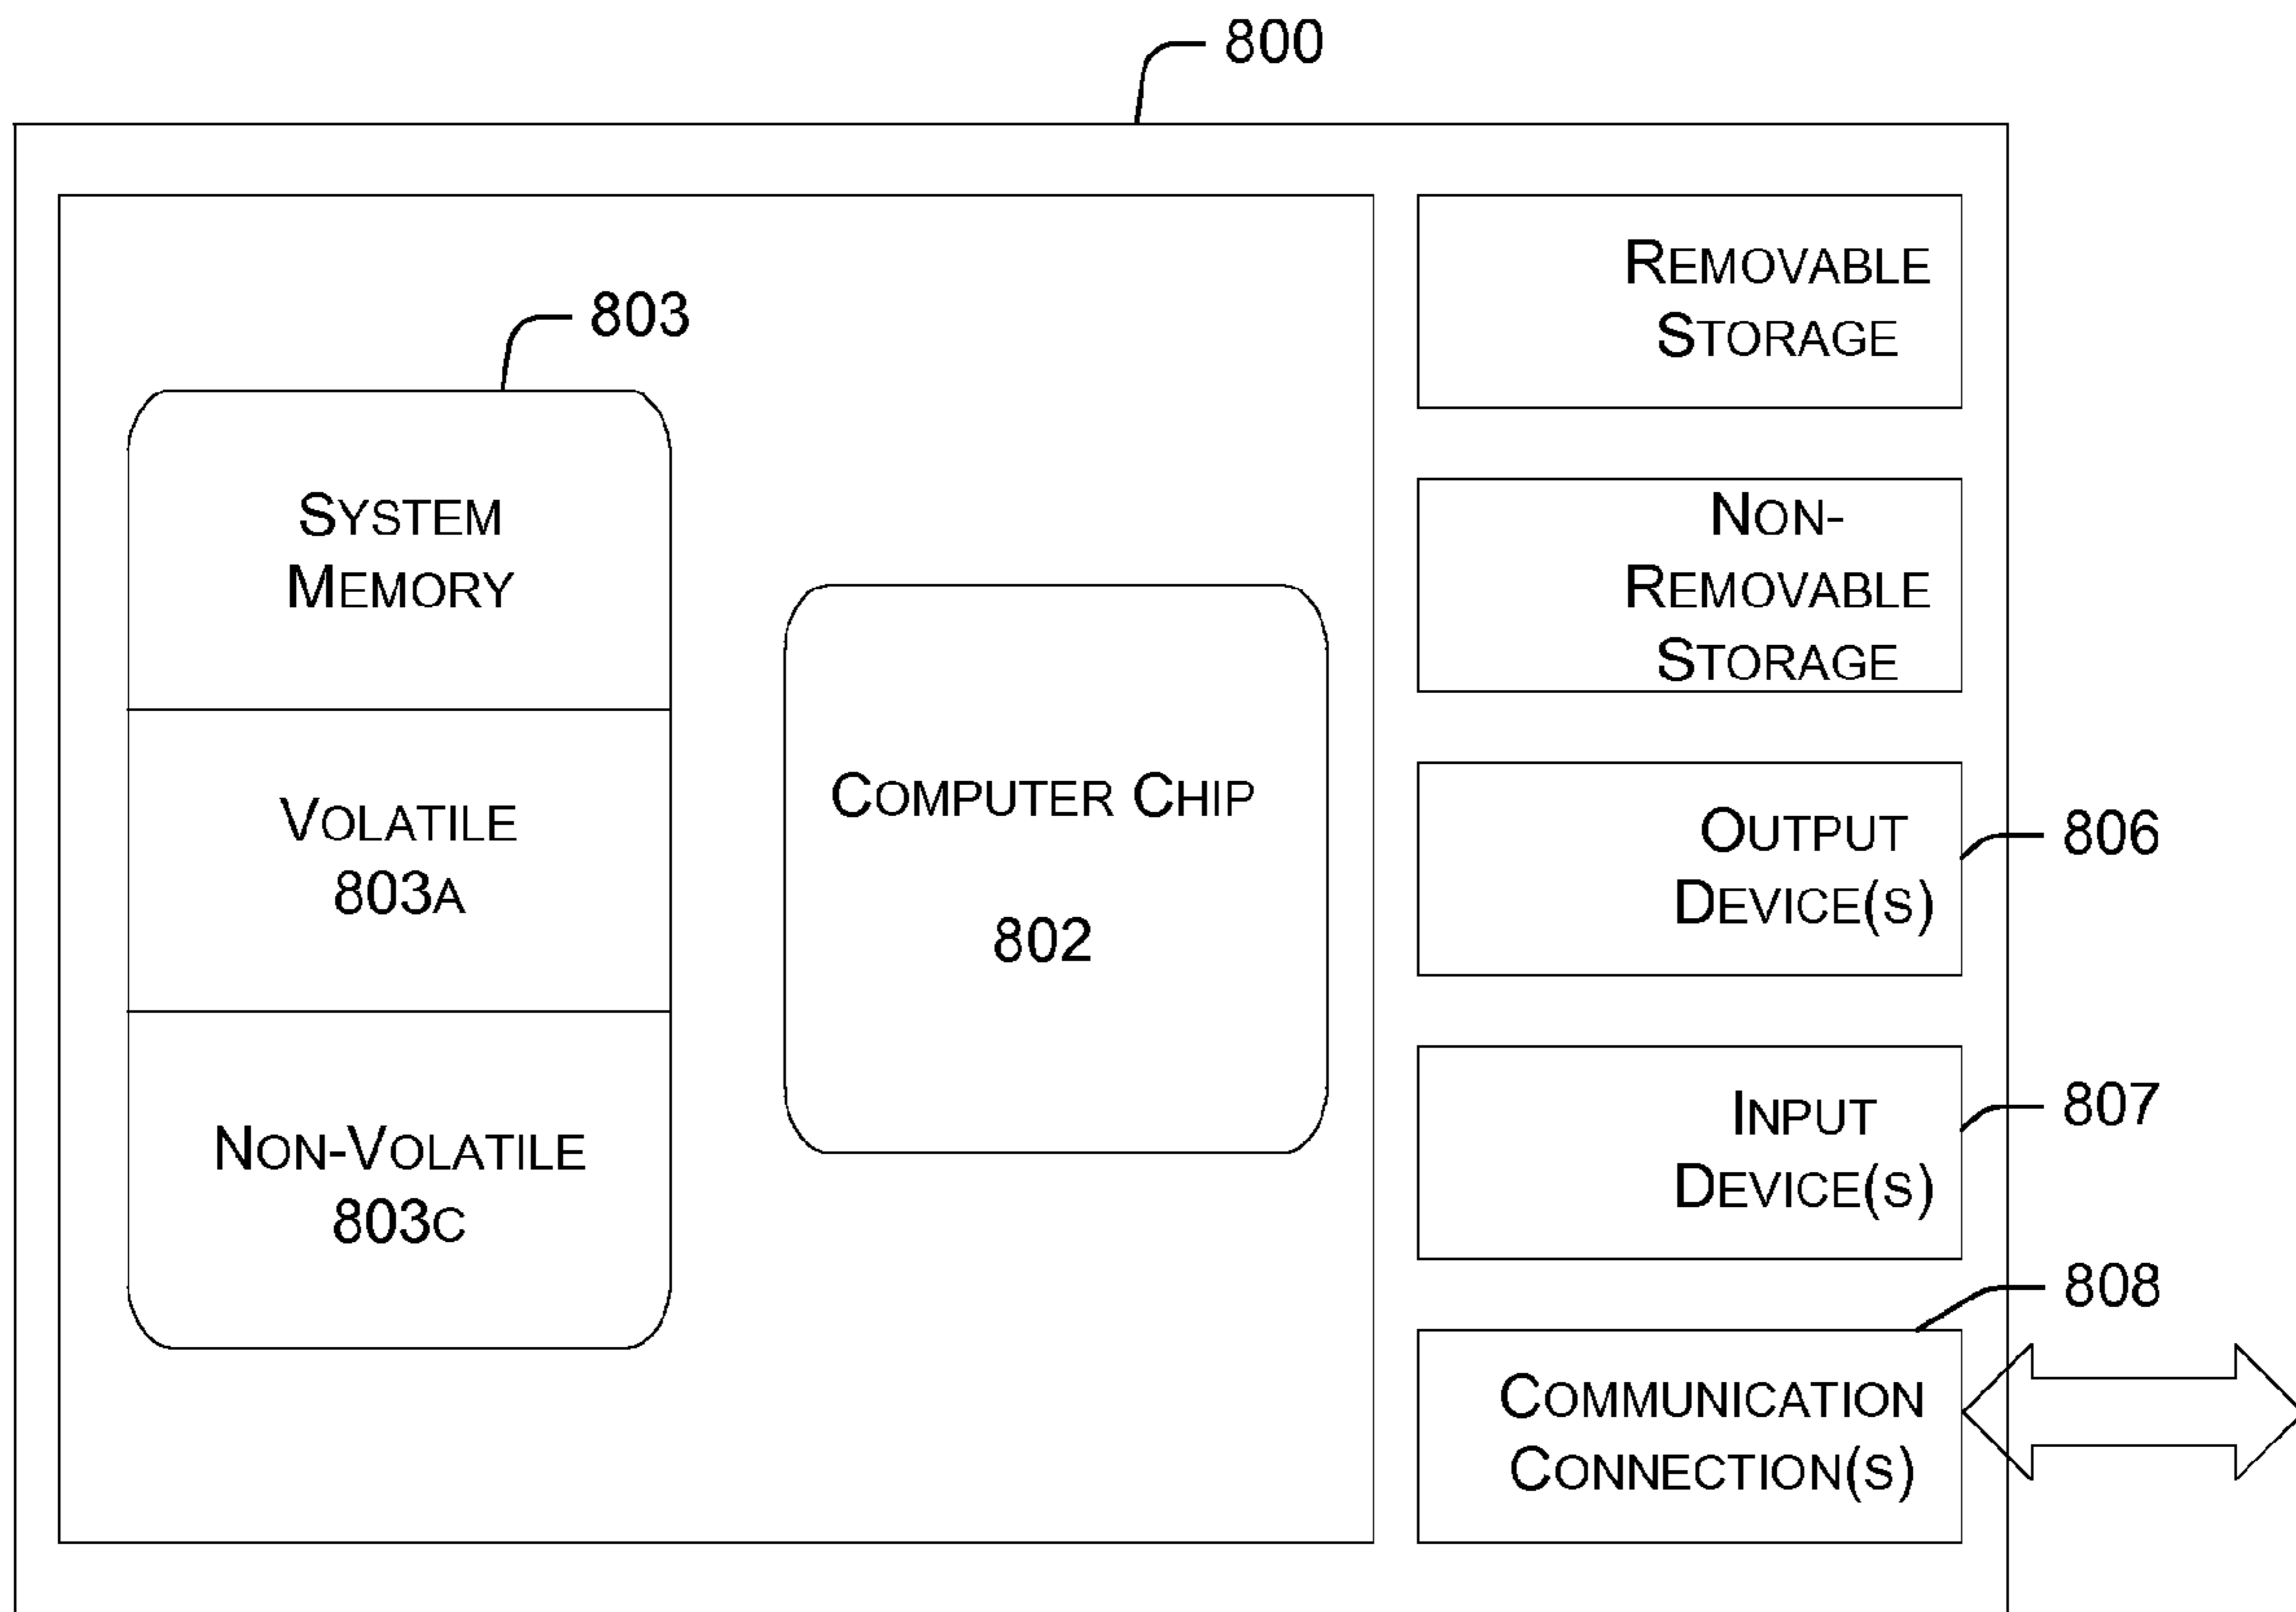 800
803
SYSTEM
MEMORY
VOLATILE
803A
NON-VOLATILE
803C
COMPUTER CHIP
802
REMOVABLE
STORAGE
NON-
REMOVABLE
STORAGE
OUTPUT
DEVICE(S)
806
INPUT
DEVICE(S)
807
808
COMMUNICATION
CONNECTION(S)